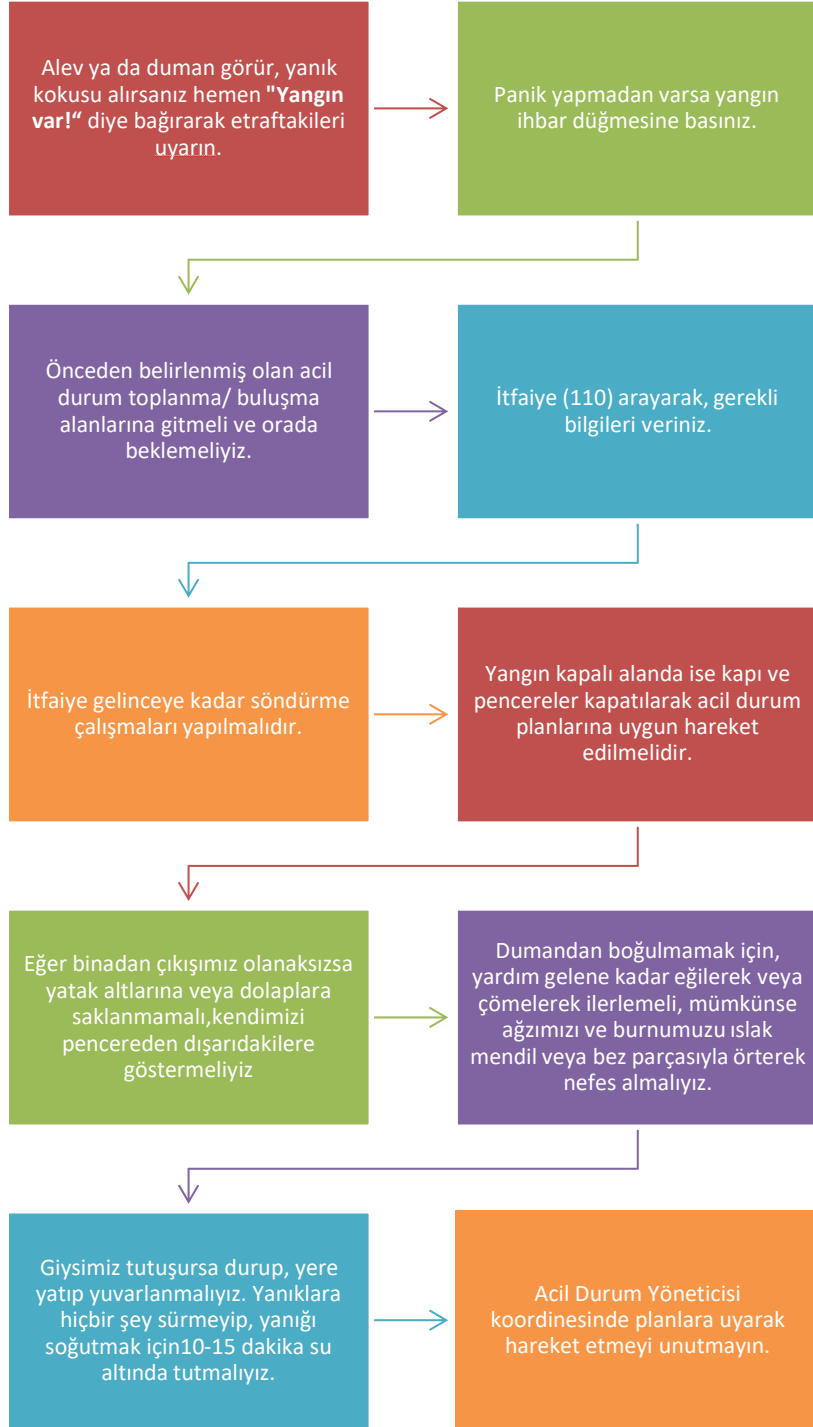 Alev ya da duman görür, yanık
kokusu alırsanız hemen "Yangın
var!“ diye bağırarak etraftakileri
uyarın.
Panik yapmadan varsa yangın
ihbar düğmesine basınız.
Önceden belirlenmiş olan acil
durum toplanma/ buluşma
alanlarına gitmeli ve orada
beklemeliyiz.
İtfaiye (110) arayarak, gerekli
bilgileri veriniz.
İtfaiye gelinceye kadar söndürme
çalışmaları yapılmalıdır.
Yangın kapalı alanda ise kapı ve
pencereler kapatılarak acil durum
planlarına uygun hareket
edilmelidir.
Eğer binadan çıkışımız olanaksızsa
yatak altlarına veya dolaplara
saklanmamalı,kendimizi
pencereden dışarıdakilere
göstermeliyiz
Dumandan boğulmamak için,
yardım gelene kadar eğilerek veya
çömelerek ilerlemeli, mümkünse
ağzımızı ve burnumuzu ıslak
mendil veya bez parçasıyla örterek
nefes almalıyız.
Giysimiz tutuşursa durup, yere
yatıp yuvarlanmalıyız. Yanıklara
hiçbir şey sürmeyip, yanığı
soğutmak için10-15 dakika su
altında tutmalıyız.
Acil Durum Yöneticisi
koordinesinde planlara uyarak
hareket etmeyi unutmayın.